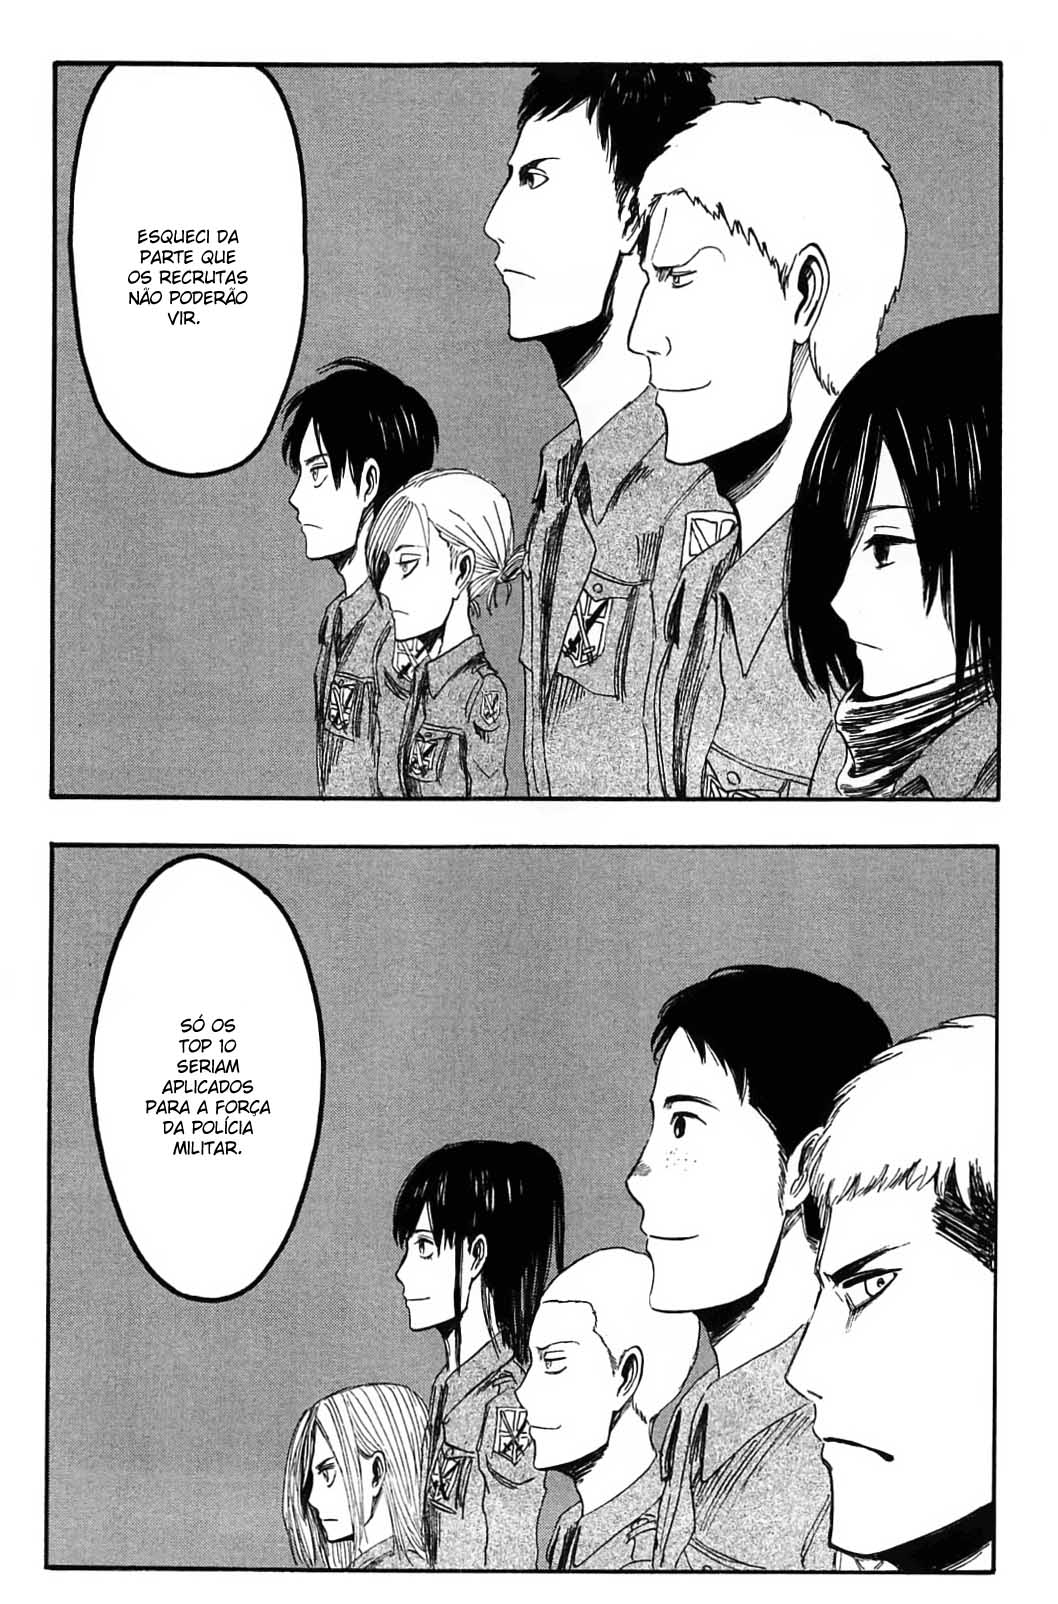 ESQUECI DA
PARTE QUE
OS RECRUTAS
NÃO PODERÃO
VIR.
SÓ OS
TOP 10
SERIAM
APLICADOS
PARA A FORÇA
DA POLÍCIA
MILITAR.